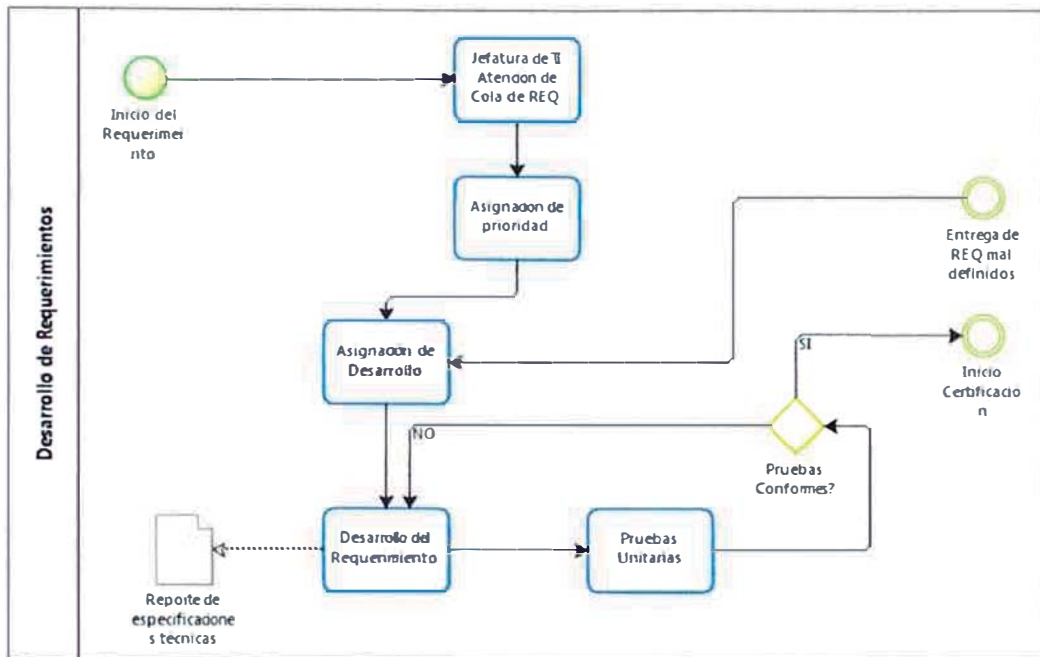 Desarrollo de Requerimientos
Jefatura de TI
Atencion de
Cola de REQ
Inicio del
Requerimei
nto
Asignacion de
prioridad
Entrega de
REQ mal
definidos
Asignacion de
Desarrollo
SI
Inicio
Certificacio
n
NO
Pruebas
Conformes?
Desarrollo del
Requerimiento
Pruebas
Unitarias
Reporte de
especificacione
s técnicas